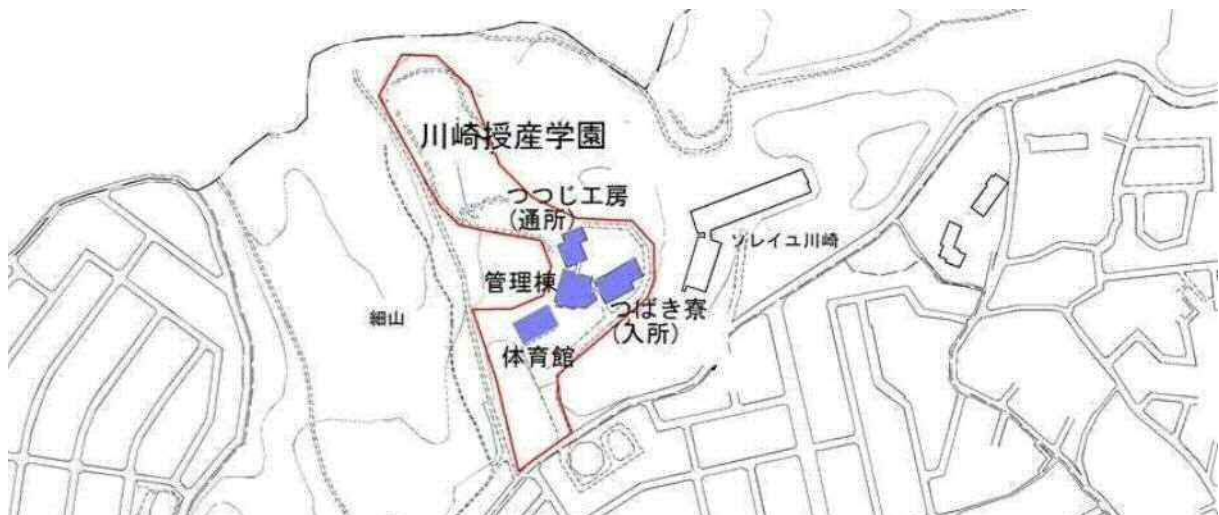 川崎授産学園
つつじ工房
(通所)
ソレイユ川崎
管理棟
つばき寮
(入所)
細山
体育館